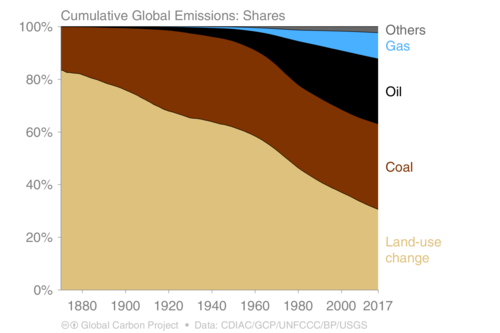 Cumulative Global Emissions: Shares
100%
80%
60%
40%
20%
0%
Others
Gas
Oil
Coal
Land-use
change
1880 1900 1920 1940 1960 1980 2000 2017
Global Carbon Project • Data: CDIAC/GCP/UNFCCC/BP/USGS